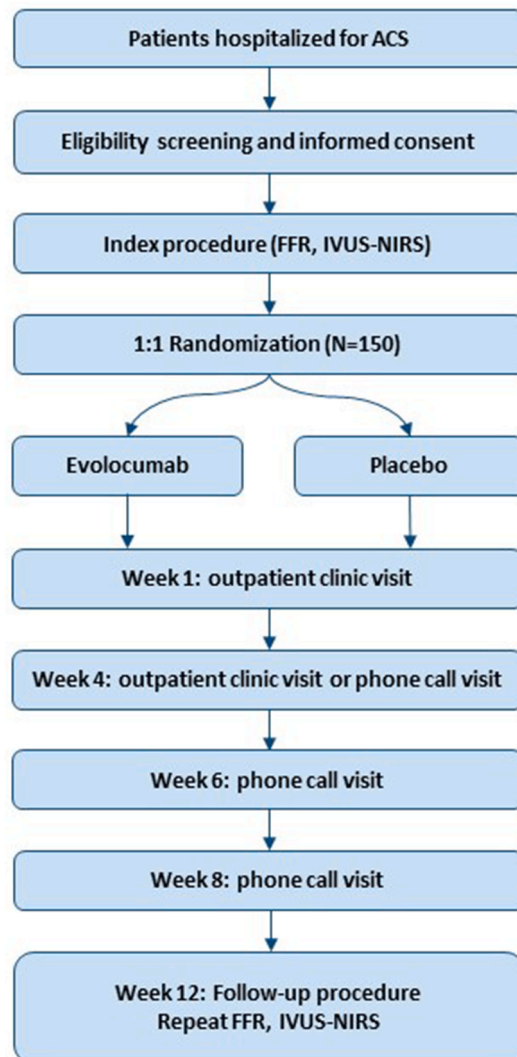 Patients hospitalized for ACS
Eligibility screening and informed consent
Index procedure (FFR, IVUS-NIRS)
1:1 Randomization (N=150)
Evolocumab
Placebo
Week 1: outpatient clinic visit
Week 4: outpatient clinic visit or phone call visit
Week 6: phone call visit
Week 8: phone call visit
Week 12: Follow-up procedure
Repeat FFR, IVUS-NIRS